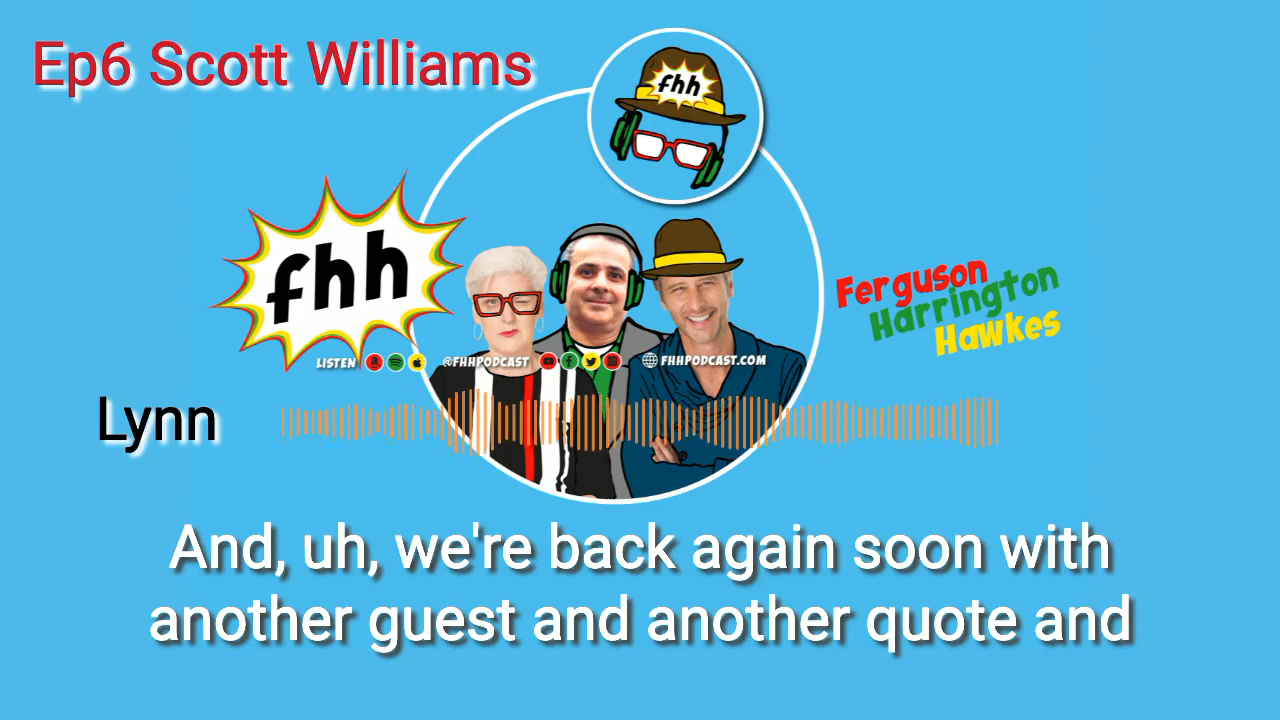 Ep6 Scott Williams
fhh
fhh
Ferguson
Harrington
Hawkes
LISTEN @FHHPODCAST FHHPODCAST.COM
Lynn
And, uh, we're back again soon with
another guest and another quote and